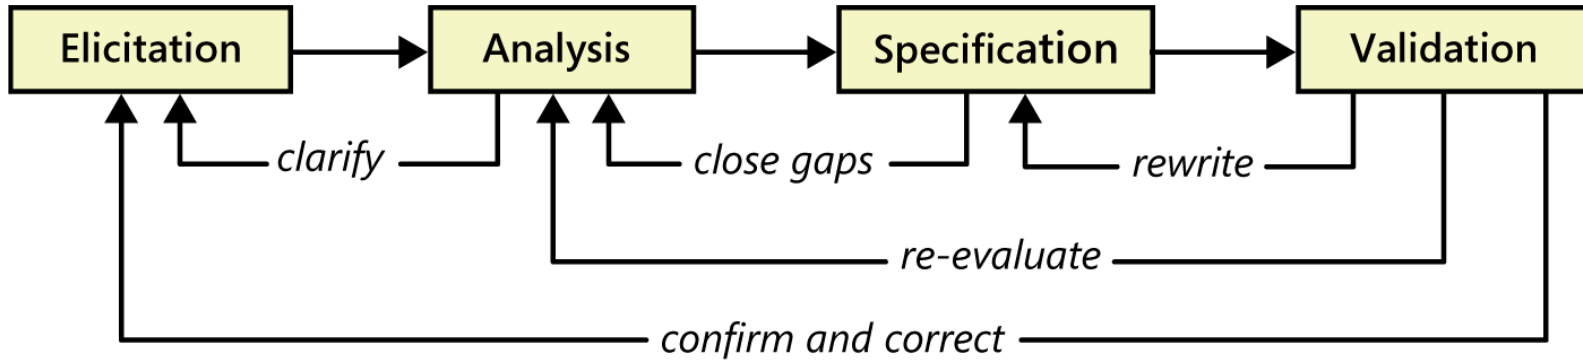 Elicitation Analysis Specification Validation
clarify close gaps rewrite
re-evaluate
confirm and correct